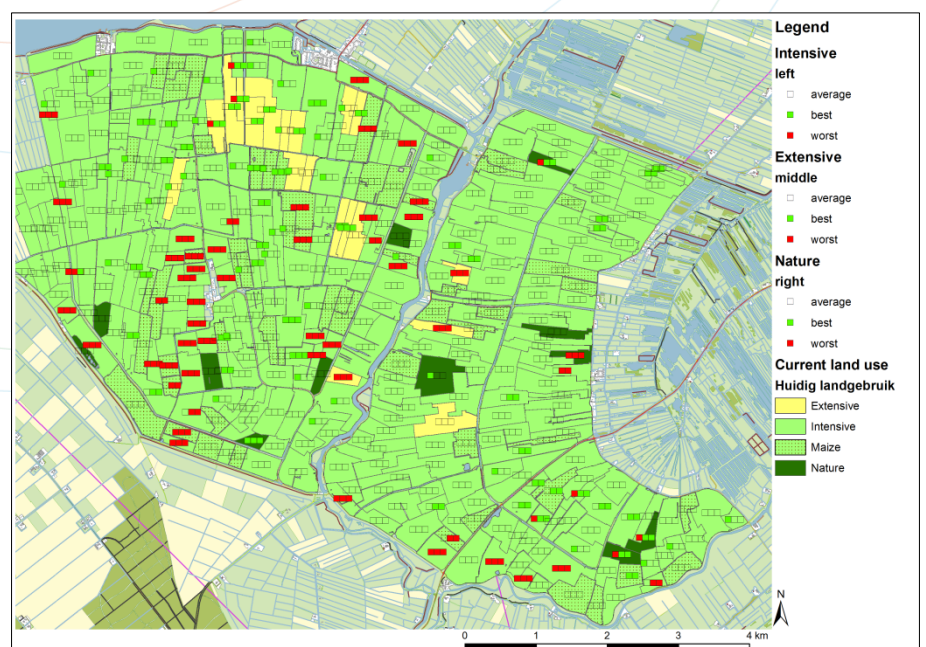 Legend
Intensive
left
average
best
worst
Extensive
middle
average
best
worst
Nature
right
average
best
worst
Current land use
Huidig landgebruik
Extensive
Intensive
Maize
Nature
N
0 1 2 3 4 km